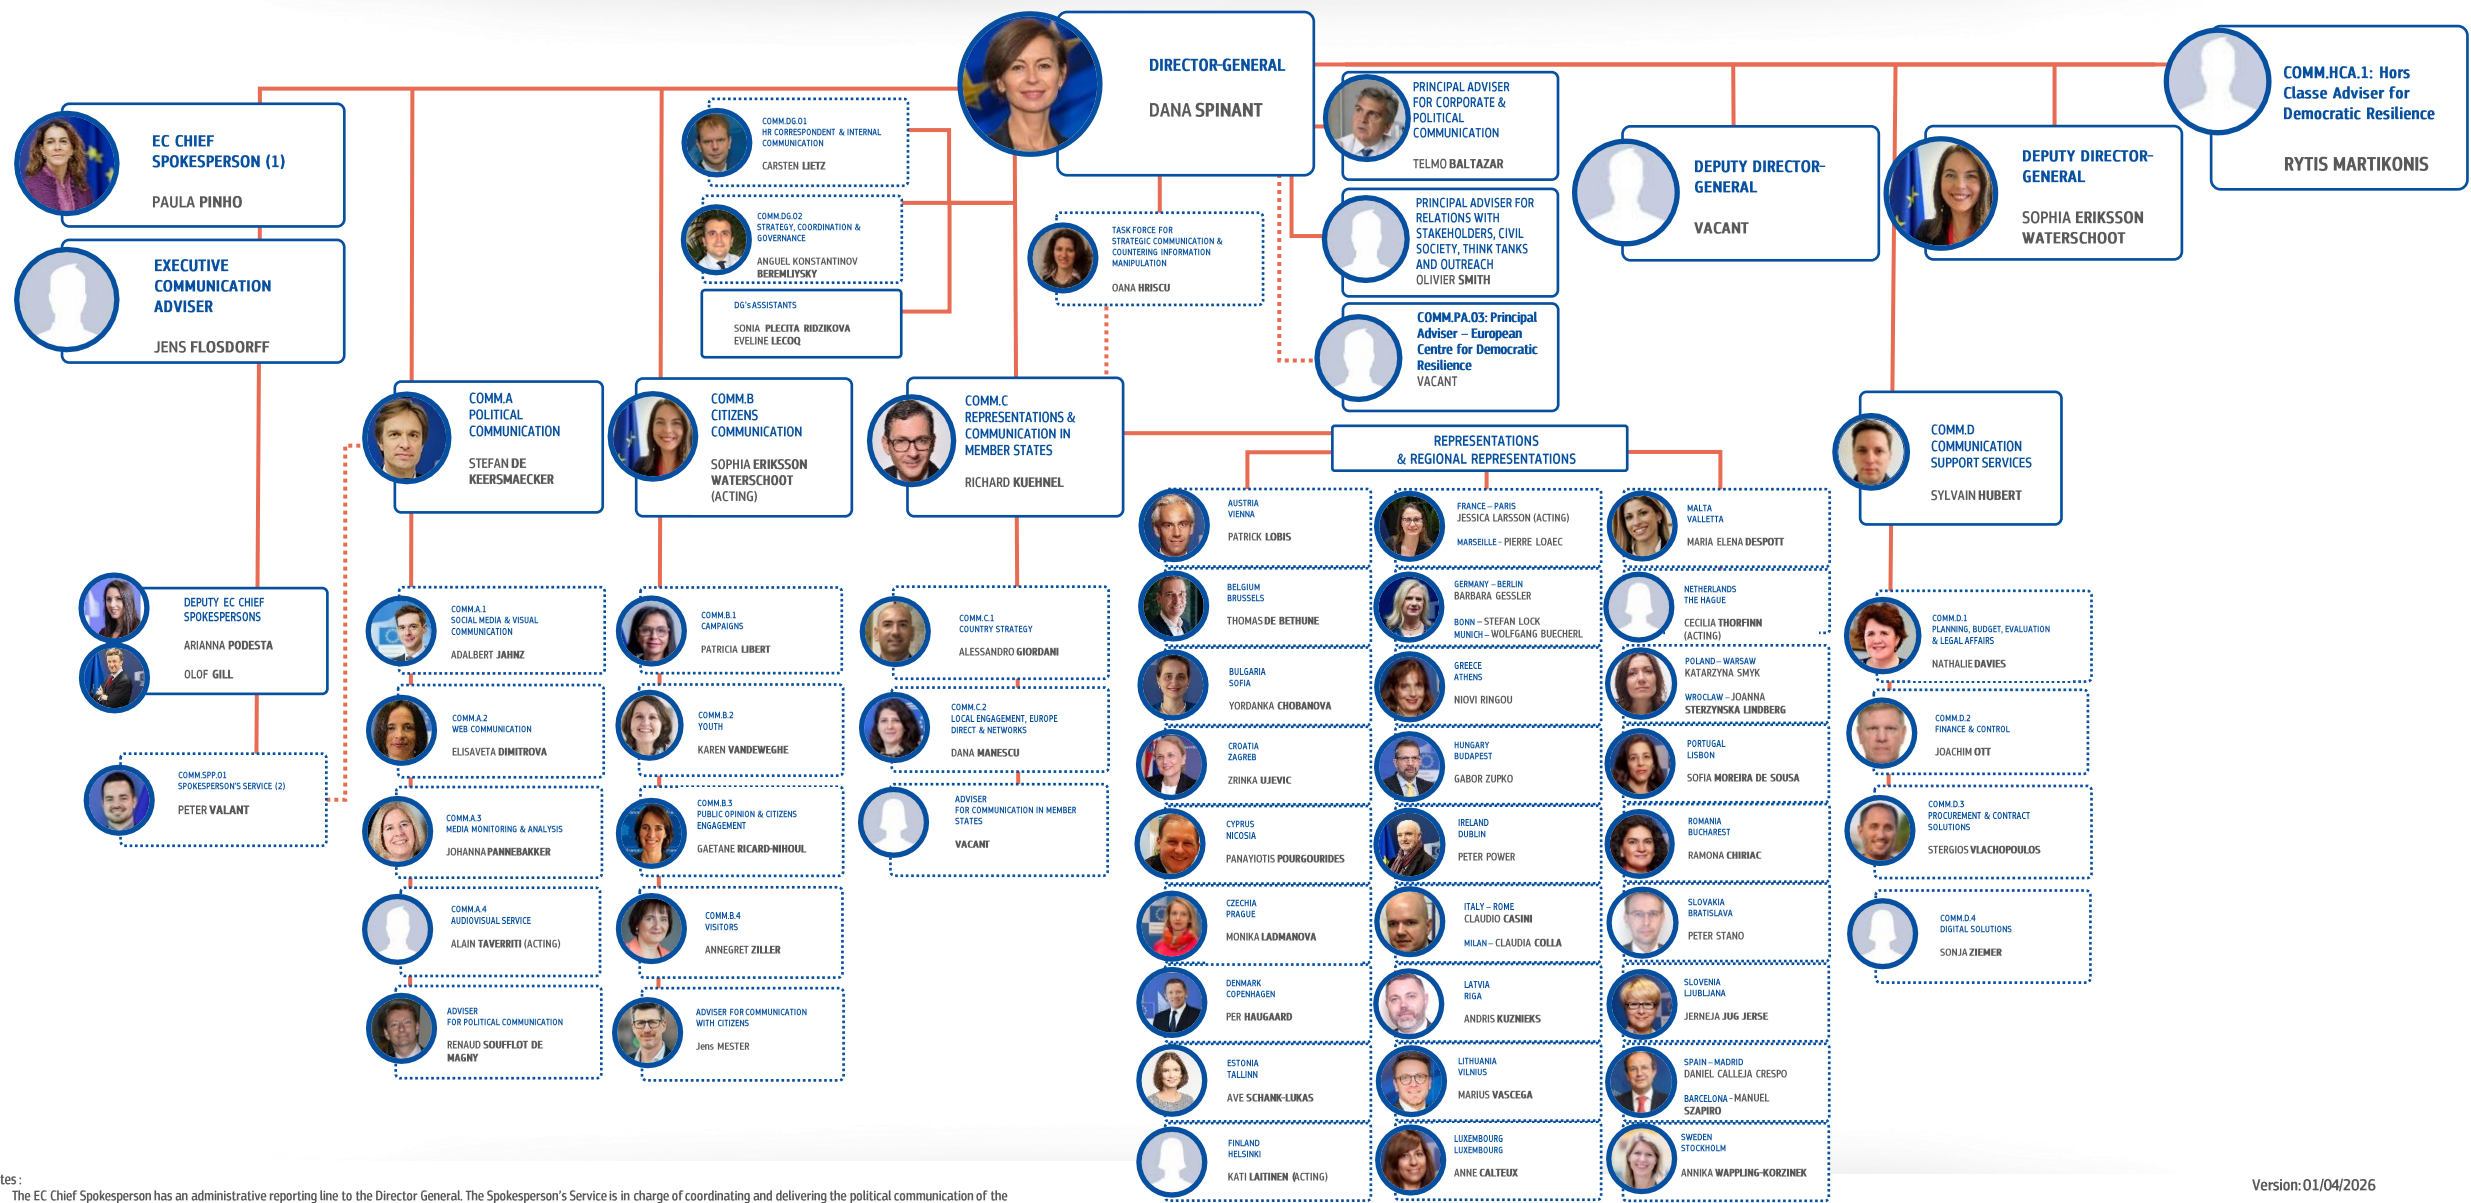 DIRECTOR-GENERAL
DANA SPINANT
EC CHIEF
SPOKESPERSON (1)
PAULA PINHO
EXECUTIVE
COMMUNICATION
ADVISER
JENS FLOSDORFF
COMM.DG.01
HR CORRESPONDENT & INTERNAL
COMMUNICATION
CARSTEN LIETZ
COMM.DG.02
STRATEGY, COORDINATION &
GOVERNANCE
ANGUEL KONSTANTINOV
BEREMLIYSKY
DG's ASSISTANTS
SONIA PLECITA RIDZIKOVA
EVELINE LECOQ
TASK FORCE FOR
STRATEGIC COMMUNICATION &
COUNTERING INFORMATION
MANIPULATION
OANA HRISCU
PRINCIPAL ADVISER
FOR CORPORATE &
POLITICAL
COMMUNICATION
TELMO BALTAZAR
PRINCIPAL ADVISER FOR
RELATIONS WITH
STAKEHOLDERS, CIVIL
SOCIETY, THINK TANKS
AND OUTREACH
OLIVIER SMITH
COMM.PA.03: Principal
Adviser – European
Centre for Democratic
Resilience
VACANT
DEPUTY DIRECTOR-
GENERAL
VACANT
DEPUTY DIRECTOR-
GENERAL
SOPHIA ERIKSSON
WATERSCHOOT
COMM.HCA.1: Hors
Classe Adviser for
Democratic Resilience
RYTIS MARTIKONIS
COMM.A
POLITICAL
COMMUNICATION
STEFAN DE
KEERSMAECKER
COMM.B
CITIZENS
COMMUNICATION
SOPHIA ERIKSSON
WATERSCHOOT
(ACTING)
COMM.C
REPRESENTATIONS &
COMMUNICATION IN
MEMBER STATES
RICHARD KUEHNEL
REPRESENTATIONS
& REGIONAL REPRESENTATIONS
COMM.D
COMMUNICATION
SUPPORT SERVICES
SYLVAIN HUBERT
DEPUTY EC CHIEF
SPOKESPERSONS
ARIANNA PODESTA
OLOF GILL
COMM.SPP.01
SPOKESPERSON'S SERVICE (2)
PETER VALANT
COMM.A.1
SOCIAL MEDIA & VISUAL
COMMUNICATION
ADALBERT JAHNZ
COMM.A.2
WEB COMMUNICATION
ELISAVETA DIMITROVA
COMM.A.3
MEDIA MONITORING & ANALYSIS
JOHANNA PANNEBAKKER
COMM.A.4
AUDIOVISUAL SERVICE
ALAIN TAVERRITI (ACTING)
ADVISER
FOR POLITICAL COMMUNICATION
RENAUD SOUFFLOT DE
MAGNY
COMM.B.1
CAMPAIGNS
PATRICIA LIBERT
COMM.B.2
YOUTH
KAREN VANDEWEGHE
COMM.B.3
PUBLIC OPINION & CITIZENS
ENGAGEMENT
GAETANE RICARD-NIHOUL
COMM.B.4
VISITORS
ANNEGRET ZILLER
ADVISER FOR COMMUNICATION
WITH CITIZENS
Jens MESTER
COMM.C.1
COUNTRY STRATEGY
ALESSANDRO GIORDANI
COMM.C.2
LOCAL ENGAGEMENT, EUROPE
DIRECT & NETWORKS
DANA MANESCU
ADVISER
FOR COMMUNICATION IN MEMBER
STATES
VACANT
AUSTRIA
VIENNA
PATRICK LOBIS
BELGIUM
BRUSSELS
THOMAS DE BETHUNE
BULGARIA
SOFIA
YORDANKA CHOBANOVA
CROATIA
ZAGREB
ZRINKA UJEVIC
CYPRUS
NICOSIA
PANAYIOTIS POURGOURIDES
CZECHIA
PRAGUE
MONIKA LADMANOVA
DENMARK
COPENHAGEN
PER HAUGAARD
ESTONIA
TALLINN
AVE SCHANK-LUKAS
FINLAND
HELSINKI
KATI LAITINEN (ACTING)
FRANCE – PARIS
JESSICA LARSSON (ACTING)
MARSEILLE - PIERRE LOAEC
GERMANY – BERLIN
BARBARA GESSLER
BONN – STEFAN LOCK
MUNICH – WOLFGANG BUECHERL
GREECE
ATHENS
NIOVI RINGOU
HUNGARY
BUDAPEST
GABOR ZUPKO
IRELAND
DUBLIN
PETER POWER
ITALY – ROME
CLAUDIO CASINI
MILAN – CLAUDIA COLLA
LATVIA
RIGA
ANDRIS KUZNIEKS
LITHUANIA
VILNIUS
MARIUS VASCEGA
LUXEMBOURG
LUXEMBOURG
ANNE CALTEUX
MALTA
VALLETTA
MARIA ELENA DESPOTT
NETHERLANDS
THE HAGUE
CECILIA THORFINN
(ACTING)
POLAND – WARSAW
KATARZYNA SMYK
WROCLAW – JOANNA
STERZYNSKA LINDBERG
PORTUGAL
LISBON
SOFIA MOREIRA DE SOUSA
ROMANIA
BUCHAREST
RAMONA CHIRIAC
SLOVAKIA
BRATISLAVA
PETER STANO
SLOVENIA
LJUBLJANA
JERNEJA JUG JERSE
SPAIN – MADRID
DANIEL CALLEJA CRESPO
BARCELONA - MANUEL
SZAPIRO
SWEDEN
STOCKHOLM
ANNIKA WAPPLING-KORZINEK
COMM.D.1
PLANNING, BUDGET, EVALUATION
& LEGAL AFFAIRS
NATHALIE DAVIES
COMM.D.2
FINANCE & CONTROL
JOACHIM OTT
COMM.D.3
PROCUREMENT & CONTRACT
SOLUTIONS
STERGIOS VLACHOPOULOS
COMM.D.4
DIGITAL SOLUTIONS
SONJA ZIEMER
tes :
The EC Chief Spokesperson has an administrative reporting line to the Director General. The Spokesperson's Service is in charge of coordinating and delivering the political communication of the
Version: 01/04/2026